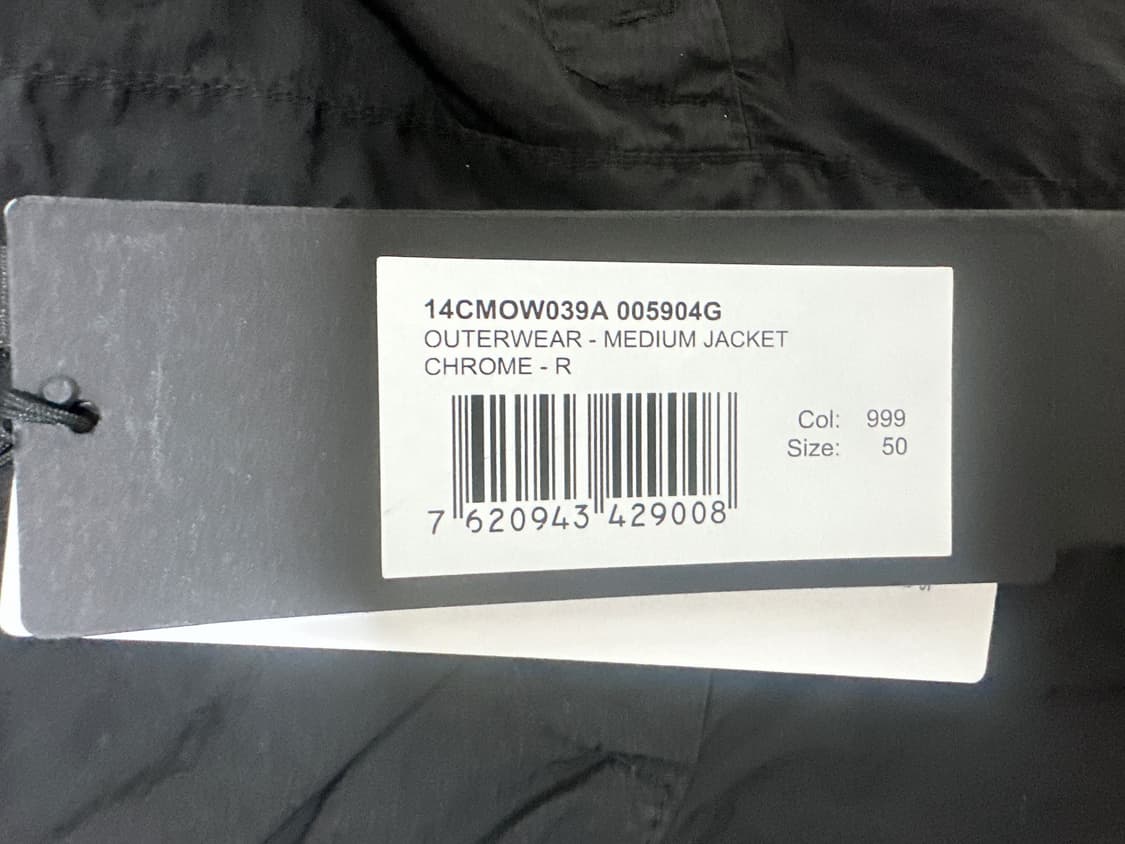 14CMOW039A 005904G
OUTERWEAR - MEDIUM JACKET
CHROME - R
Col: 999
Size: 50
7 620943 429008